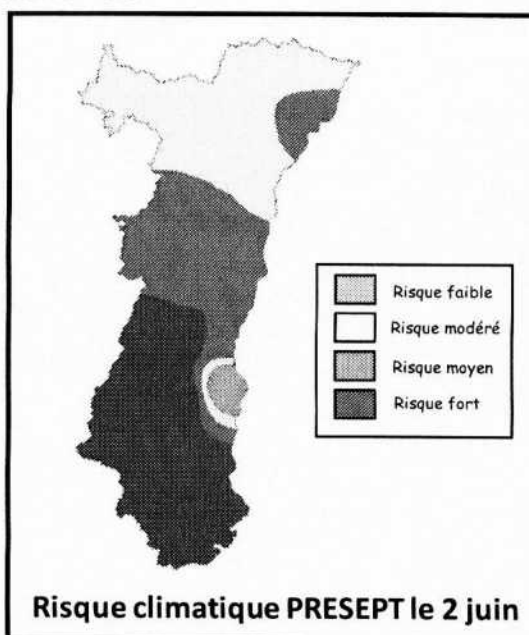 Risque faible
Risque modéré
Risque moyen
Risque fort
Risque climatique PRESEPT le 2 juin